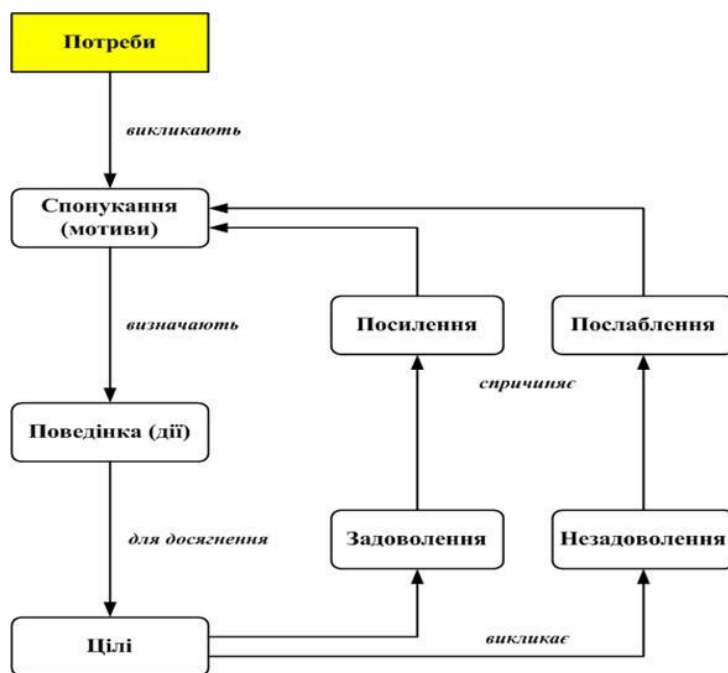 Потреби
викликають
Спонукання
(мотиви)
визначають
Посилення
Послаблення
спричиняє
Поведінка (дії)
для досягнення
Задоволення
Незадоволення
Цілі
викликає